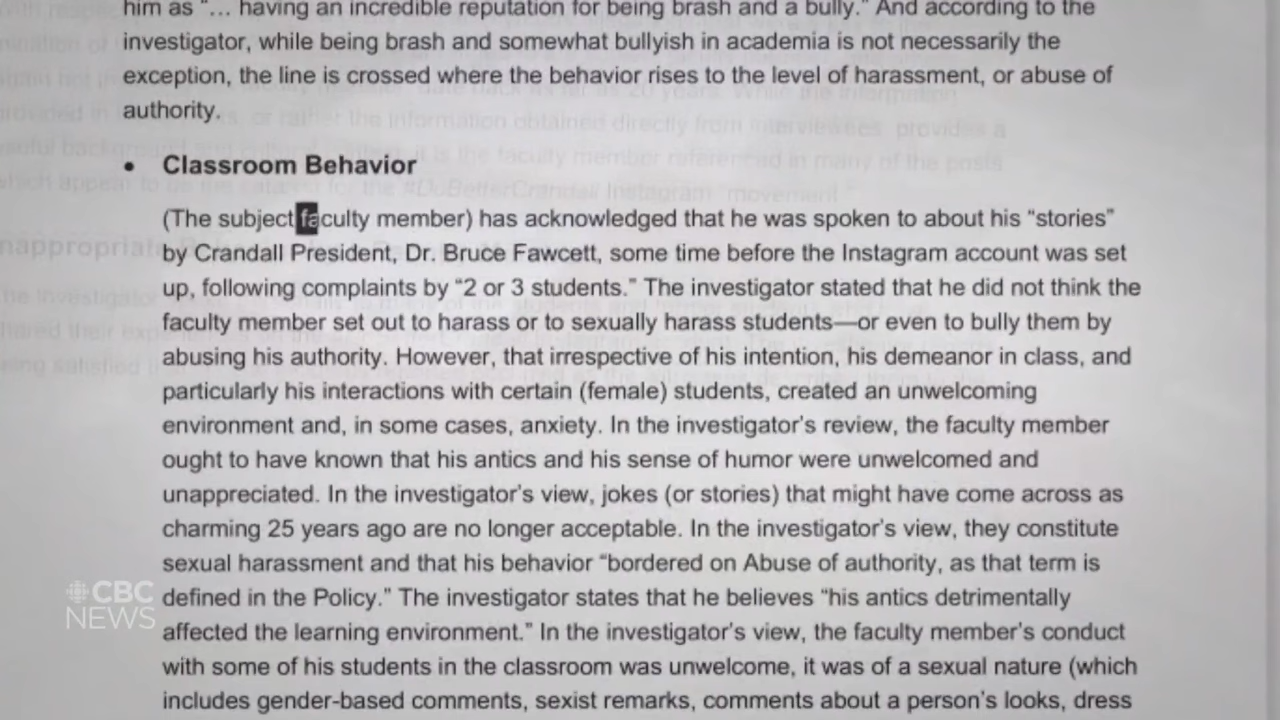 him as “... having an incredible reputation for being brash and a bully.” And according to the
investigator, while being brash and somewhat bullyish in academia is not necessarily the
exception, the line is crossed where the behavior rises to the level of harassment, or abuse of
authority.
• Classroom Behavior
(The subject faculty member) has acknowledged that he was spoken to about his “stories”
by Crandall President, Dr. Bruce Fawcett, some time before the Instagram account was set
up, following complaints by “2 or 3 students.” The investigator stated that he did not think the
faculty member set out to harass or to sexually harass students—or even to bully them by
abusing his authority. However, that irrespective of his intention, his demeanor in class, and
particularly his interactions with certain (female) students, created an unwelcoming
environment and, in some cases, anxiety. In the investigator’s review, the faculty member
ought to have known that his antics and his sense of humor were unwelcomed and
unappreciated. In the investigator’s view, jokes (or stories) that might have come across as
charming 25 years ago are no longer acceptable. In the investigator’s view, they constitute
sexual harassment and that his behavior “bordered on Abuse of authority, as that term is
defined in the Policy.” The investigator states that he believes “his antics detrimentally
affected the learning environment.” In the investigator’s view, the faculty member’s conduct
with some of his students in the classroom was unwelcome, it was of a sexual nature (which
includes gender-based comments, sexist remarks, comments about a person’s looks, dress
CBC
NEWS